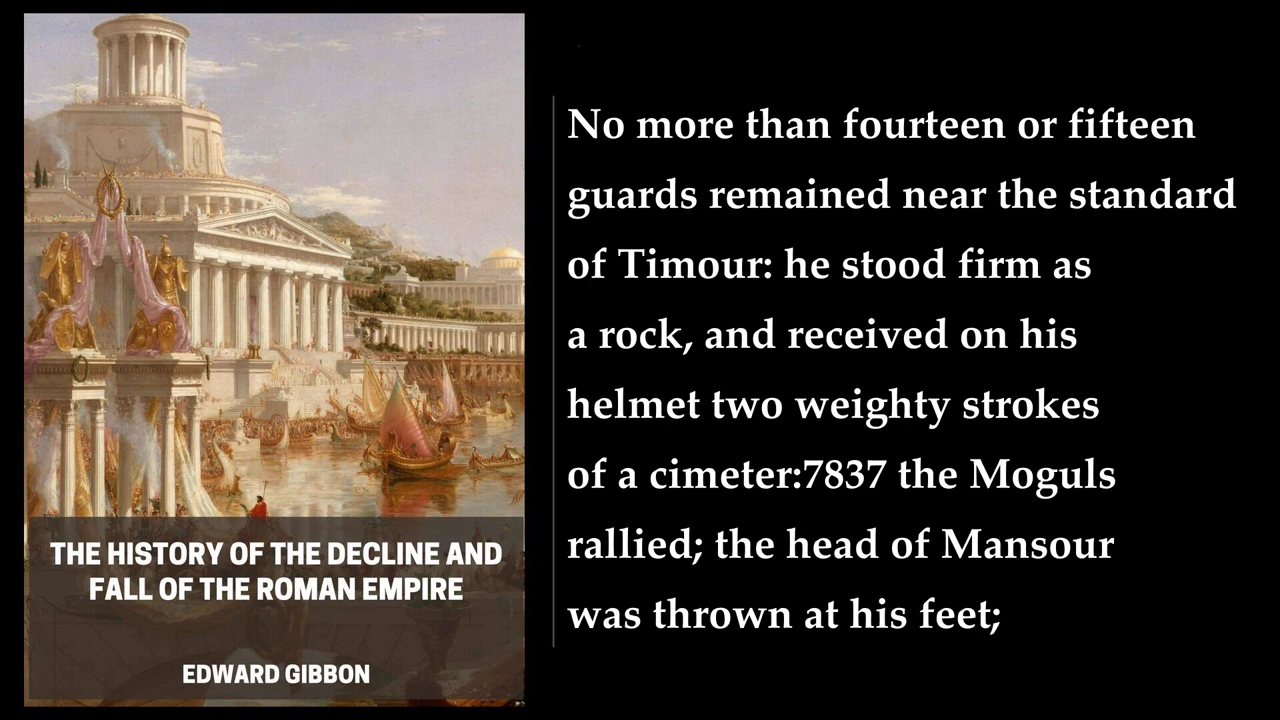 THE HISTORY OF THE DECLINE AND
FALL OF THE ROMAN EMPIRE
EDWARD GIBBON
No more than fourteen or fifteen
guards remained near the standard
of Timour: he stood firm as
a rock, and received on his
helmet two weighty strokes
of a cimeter:7837 the Moguls
rallied; the head of Mansour
was thrown at his feet;